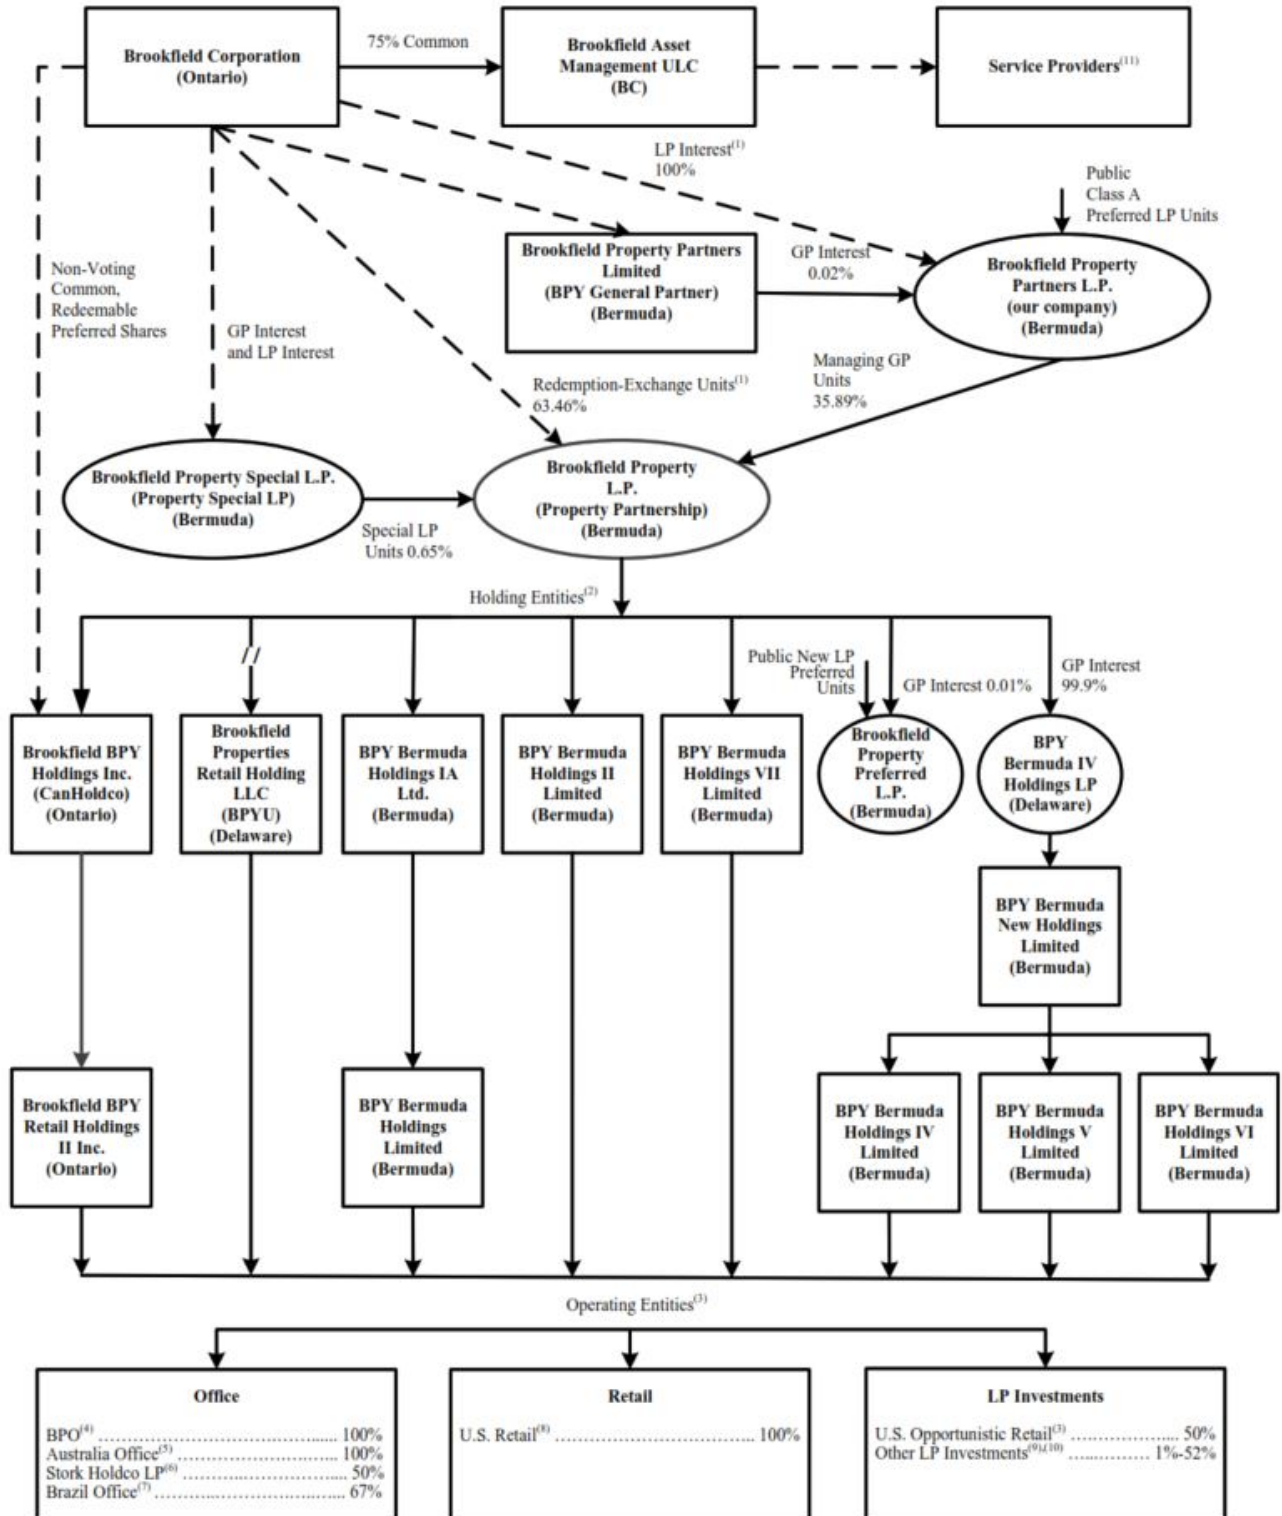 Brookfield Corporation
(Ontario)
75% Common
Brookfield Asset
Management ULC
(BC)
Service Providers(11)
LP Interest(1)
100%
Public
Class A
Preferred LP Units
Non-Voting
Common,
Redeemable
Preferred Shares
GP Interest
and LP Interest
Brookfield Property Partners
Limited
(BPY General Partner)
(Bermuda)
GP Interest
0.02%
Brookfield Property
Partners L.P.
(our company)
(Bermuda)
Redemption-Exchange Units(1)
63.46%
Managing GP
Units
35.89%
Brookfield Property Special L.P.
(Property Special LP)
(Bermuda)
Special LP
Units 0.65%
Brookfield Property
L.P.
(Property Partnership)
(Bermuda)
Holding Entities(2)
//
Public New LP
Preferred
Units
GP Interest 0.01%
GP Interest
99.9%
Brookfield BPY
Holdings Inc.
(CanHoldco)
(Ontario)
Brookfield
Properties
Retail Holding
LLC
(BPYU)
(Delaware)
BPY Bermuda
Holdings IA
Ltd.
(Bermuda)
BPY Bermuda
Holdings II
Limited
(Bermuda)
BPY Bermuda
Holdings VII
Limited
(Bermuda)
Brookfield
Property
Preferred
L.P.
(Bermuda)
BPY
Bermuda IV
Holdings LP
(Delaware)
BPY Bermuda
New Holdings
Limited
(Bermuda)
Brookfield BPY
Retail Holdings
II Inc.
(Ontario)
BPY Bermuda
Holdings
Limited
(Bermuda)
BPY Bermuda
Holdings IV
Limited
(Bermuda)
BPY Bermuda
Holdings V
Limited
(Bermuda)
BPY Bermuda
Holdings VI
Limited
(Bermuda)
Operating Entities(3)
Office
BPO(4) ........................................ 100%
Australia Office(5) ............................ 100%
Stork Holdco LP(6) ............................ 50%
Brazil Office(7) ................................ 67%
Retail
U.S. Retail(8) ................................ 100%
LP Investments
U.S. Opportunistic Retail(3) .................. 50%
Other LP Investments(9),(10) ............... 1%-52%